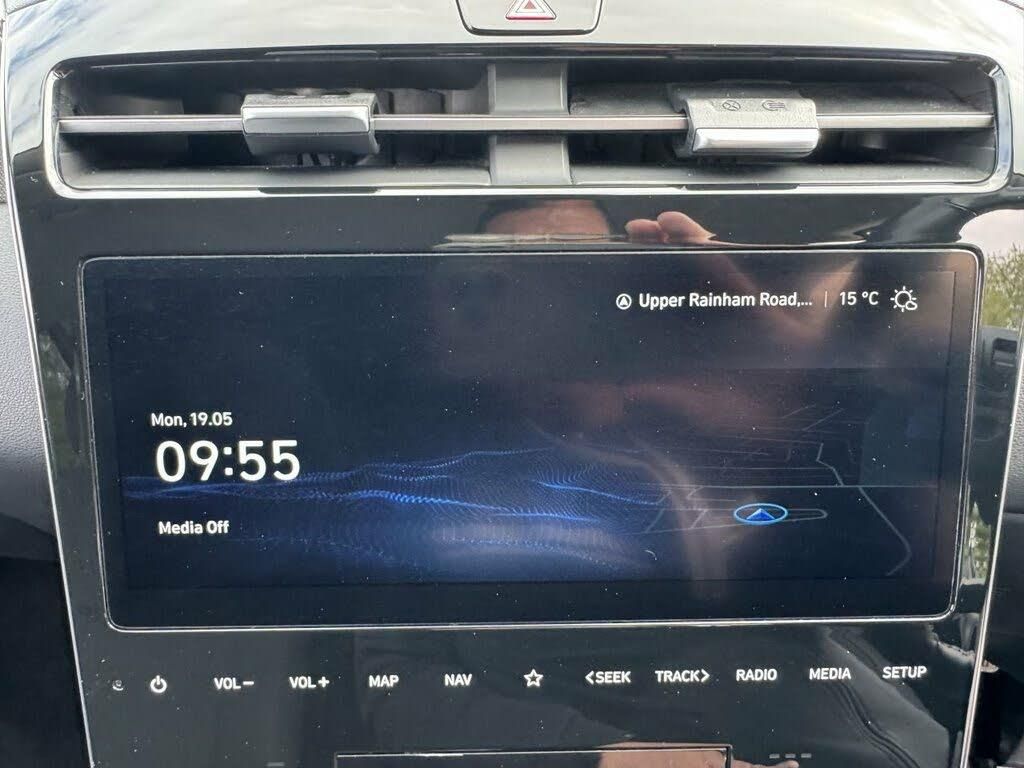 Upper Rainham Road,... | 15 °C
Mon, 19.05
09:55
Media Off
VOL− VOL+ MAP NAV <SEEK TRACK> RADIO MEDIA SETUP